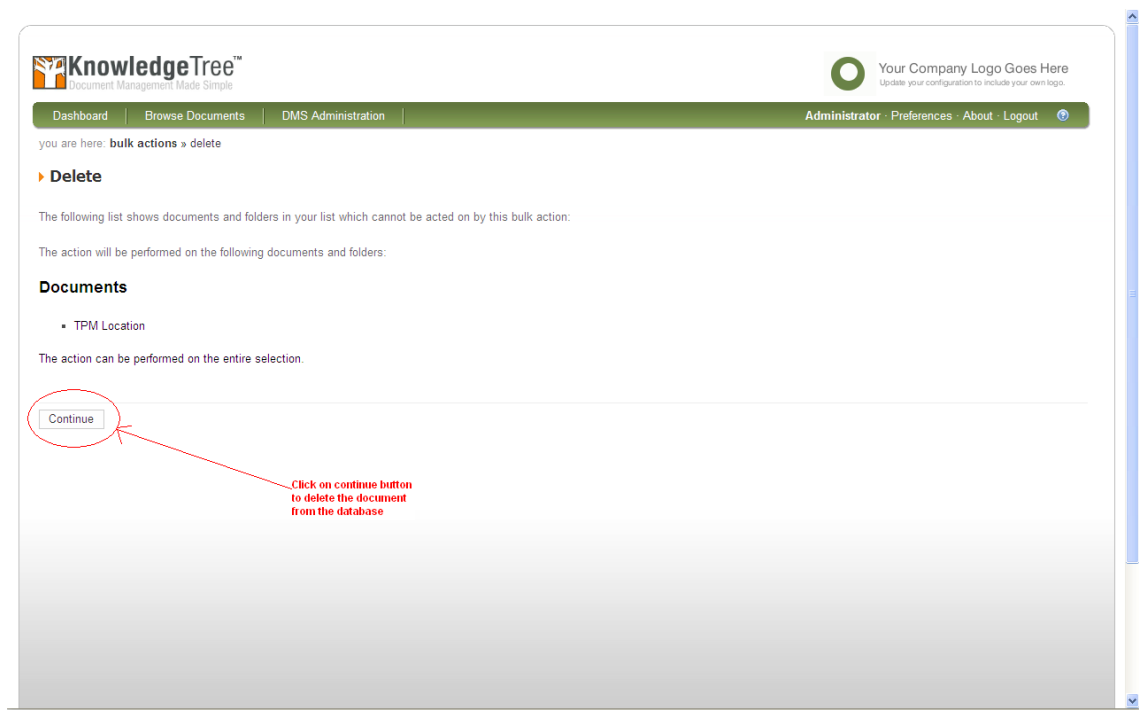 KnowledgeTree™
Document Management Made Simple
Your Company Logo Goes Here
Update your configuration to include your own logo.
Dashboard Browse Documents DMS Administration Administrator · Preferences · About · Logout ?
you are here: bulk actions » delete
Delete
The following list shows documents and folders in your list which cannot be acted on by this bulk action:
The action will be performed on the following documents and folders:
Documents
▪ TPM Location
The action can be performed on the entire selection.
Continue
Click on continue button
to delete the document
from the database